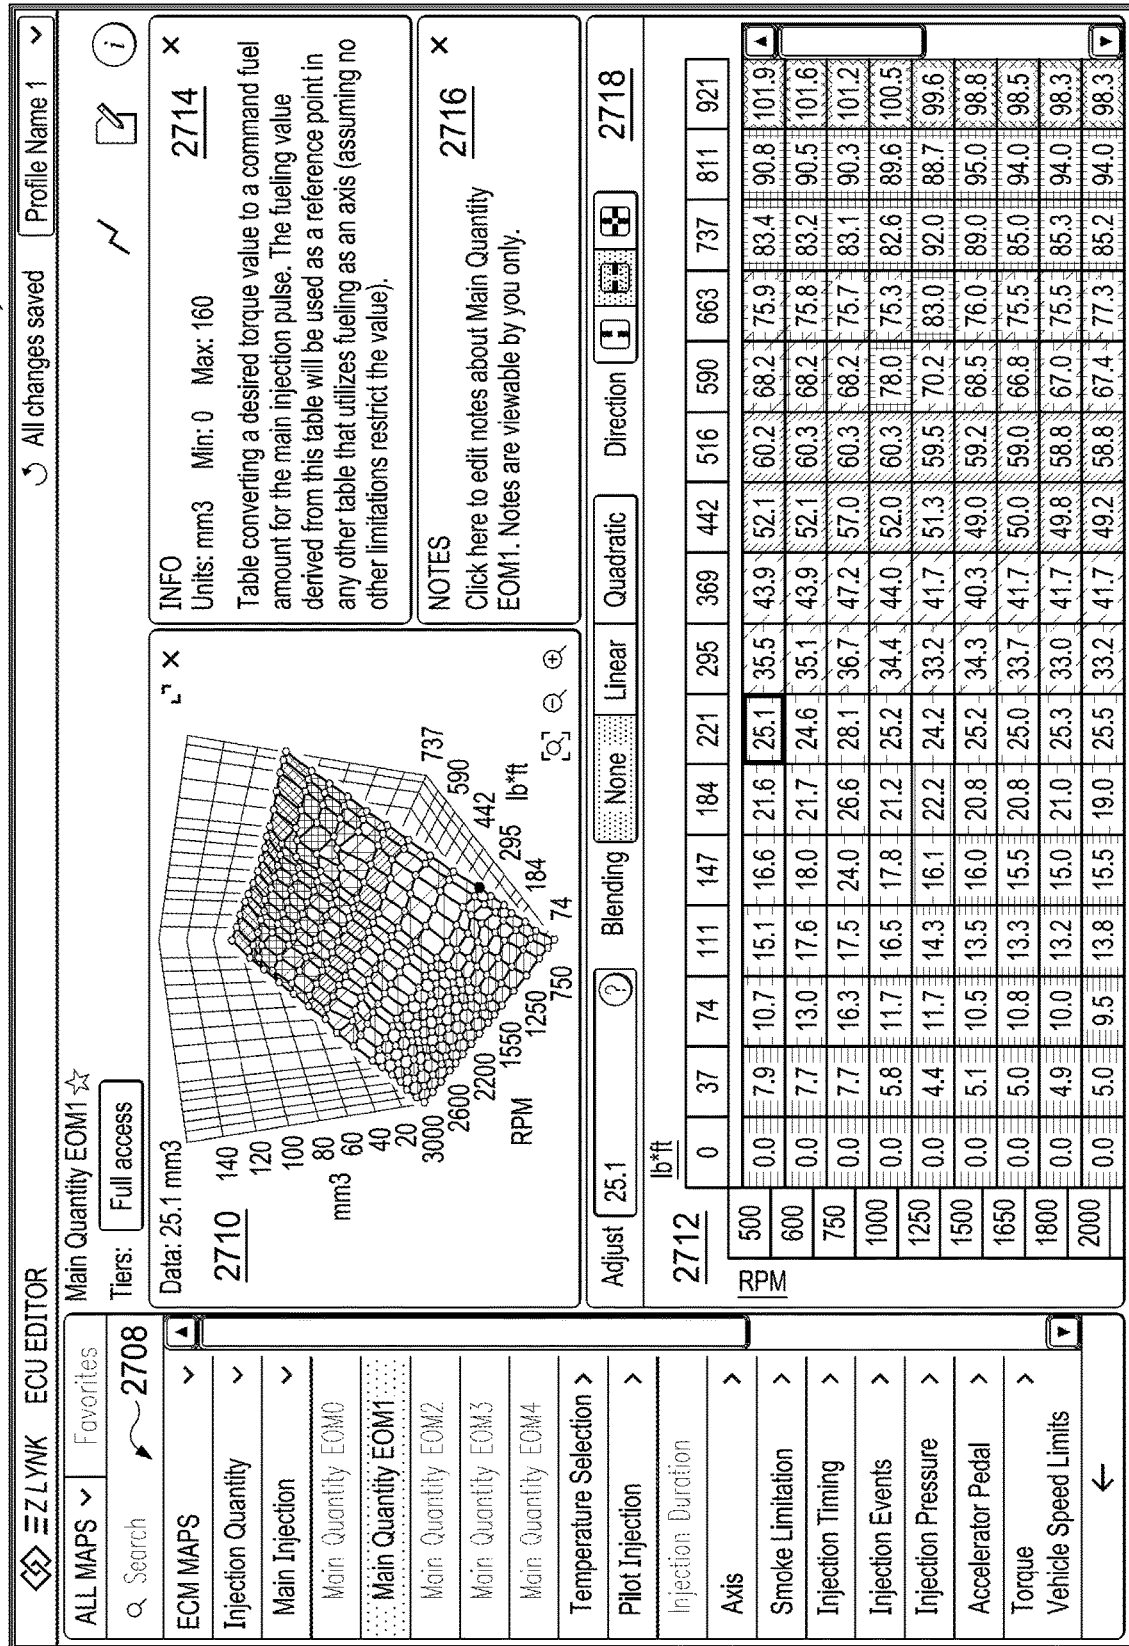 EZ LYNK ECU EDITOR
All changes saved
Profile Name 1
ALL MAPS
Favorites
Search
2708
ECM MAPS
Injection Quantity
Main Injection
Main Quantity EOM0
Main Quantity EOM1
Main Quantity EOM2
Main Quantity EOM3
Main Quantity EOM4
Temperature Selection >
Pilot Injection >
Injection Duration
Axis >
Smoke Limitation >
Injection Timing >
Injection Events >
Injection Pressure >
Accelerator Pedal >
Torque >
Vehicle Speed Limits
Main Quantity EOM1
Tiers: Full access
i
Data: 25.1 mm3
2710
140
120
100
80
60
40
20
mm3
3000
2600
2200
1550
1250
750
RPM
74
184
295
442
590
737
lb*ft
INFO
2714
Units: mm3 Min: 0 Max: 160
Table converting a desired torque value to a command fuel
amount for the main injection pulse. The fueling value
derived from this table will be used as a reference point in
any other table that utilizes fueling as an axis (assuming no
other limitations restrict the value).
NOTES
2716
Click here to edit notes about Main Quantity
EOM1. Notes are viewable by you only.
Adjust 25.1 ? Blending None Linear Quadratic Direction 2718
2712
lb*ft
RPM
0 37 74 111 147 184 221 295 369 442 516 590 663 737 811 921
500 0.0 7.9 10.7 15.1 16.6 21.6 25.1 35.5 43.9 52.1 60.2 68.2 75.9 83.4 90.8 101.9
600 0.0 7.7 13.0 17.6 18.0 21.7 24.6 35.1 43.9 52.1 60.3 68.2 75.8 83.2 90.5 101.6
750 0.0 7.7 16.3 17.5 24.0 26.6 28.1 36.7 47.2 57.0 60.3 68.2 75.7 83.1 90.3 101.2
1000 0.0 5.8 11.7 16.5 17.8 21.2 25.2 34.4 44.0 52.0 60.3 78.0 75.3 82.6 89.6 100.5
1250 0.0 4.4 11.7 14.3 16.1 22.2 24.2 33.2 41.7 51.3 59.5 70.2 83.0 92.0 88.7 99.6
1500 0.0 5.1 10.5 13.5 16.0 20.8 25.2 34.3 40.3 49.0 59.2 68.5 76.0 89.0 95.0 98.8
1650 0.0 5.0 10.8 13.3 15.5 20.8 25.0 33.7 41.7 50.0 59.0 66.8 75.5 85.0 94.0 98.5
1800 0.0 4.9 10.0 13.2 15.0 21.0 25.3 33.0 41.7 49.8 58.8 67.0 75.5 85.3 94.0 98.3
2000 0.0 5.0 9.5 13.8 15.5 19.0 25.5 33.2 41.7 49.2 58.8 67.4 77.3 85.2 94.0 98.3